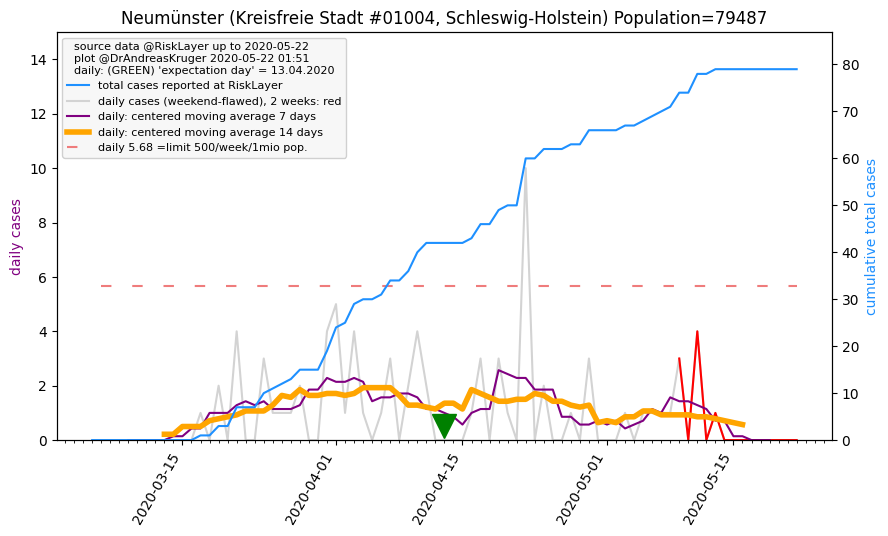 Neumünster (Kreisfreie Stadt #01004, Schleswig-Holstein) Population=79487
source data @RiskLayer up to 2020-05-22
plot @DrAndreasKruger 2020-05-22 01:51
daily: (GREEN) 'expectation day' = 13.04.2020
total cases reported at RiskLayer
daily cases (weekend-flawed), 2 weeks: red
daily: centered moving average 7 days
daily: centered moving average 14 days
daily 5.68 =limit 500/week/1mio pop.
daily cases
14
12
10
8
6
4
2
0
80
70
60
50
40
30
20
10
0
cumulative total cases
2020-03-15
2020-04-01
2020-04-15
2020-05-01
2020-05-15